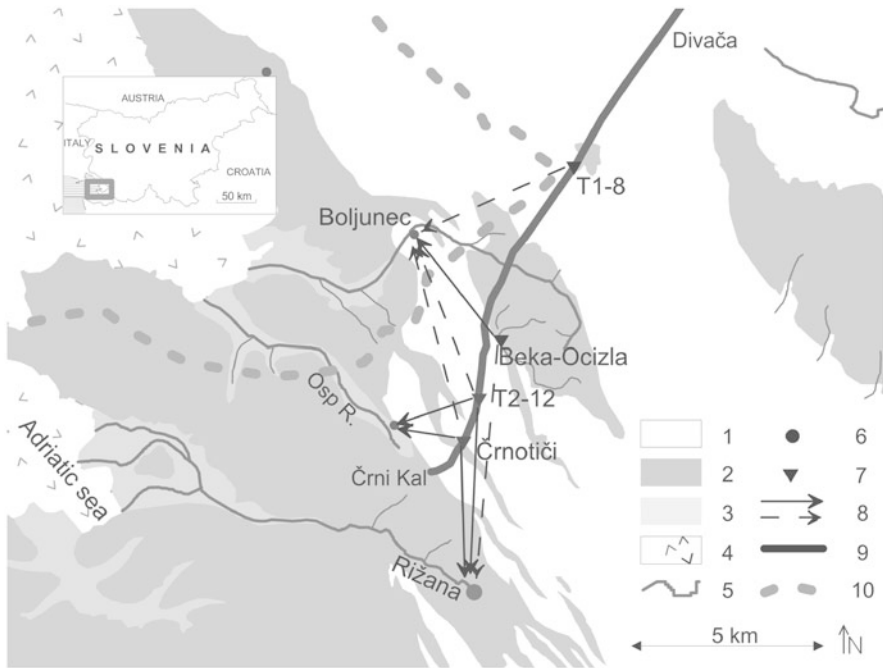 Divača
AUSTRIA
ITALY
SLOVENIA
CROATIA
50 km
T1-8
Boljunec
Beka-Ocizla
T2-12
Osp R.
Črnotiči
Črni Kal
Adriatic sea
Rižana
1
6
2
7
3
8
4
9
5
10
5 km
N